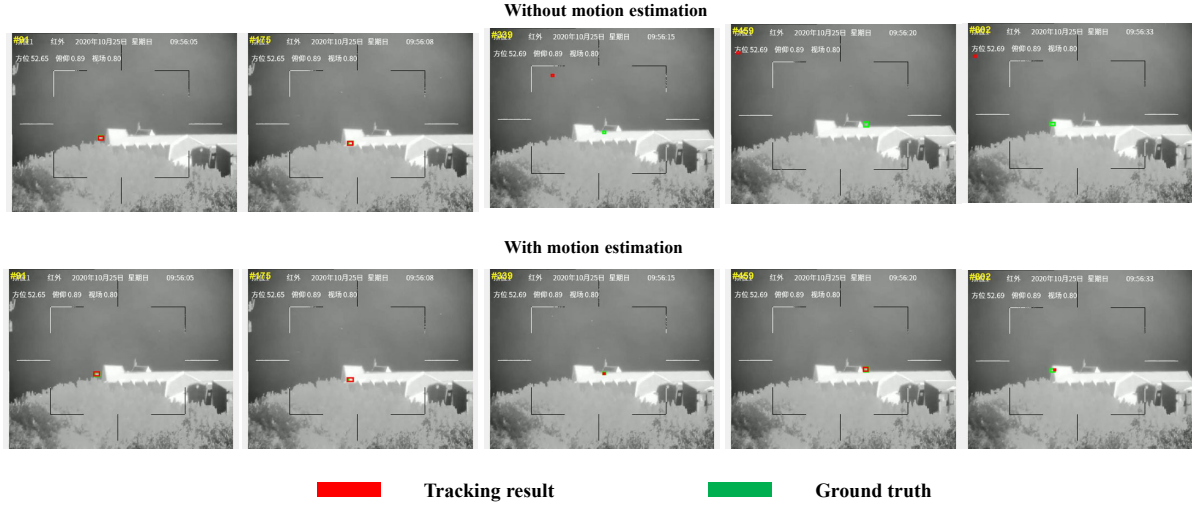 Without motion estimation
#91 红外 2020年10月25日 星期日 09:56:05
方位 52.65 俯仰 0.89 视场 0.80
#175 红外 2020年10月25日 星期日 09:56:08
方位 52.65 俯仰 0.89 视场 0.80
#339 红外 2020年10月25日 星期日 09:56:15
方位 52.69 俯仰 0.89 视场 0.80
#459 红外 2020年10月25日 星期日 09:56:20
方位 52.69 俯仰 0.89 视场 0.80
#802 红外 2020年10月25日 星期日 09:56:33
方位 52.69 俯仰 0.89 视场 0.80
With motion estimation
#91 红外 2020年10月25日 星期日 09:56:05
方位 52.65 俯仰 0.89 视场 0.80
#175 红外 2020年10月25日 星期日 09:56:08
方位 52.65 俯仰 0.89 视场 0.80
#339 红外 2020年10月25日 星期日 09:56:15
方位 52.69 俯仰 0.89 视场 0.80
#459 红外 2020年10月25日 星期日 09:56:20
方位 52.69 俯仰 0.89 视场 0.80
#802 红外 2020年10月25日 星期日 09:56:33
方位 52.69 俯仰 0.89 视场 0.80
Tracking result
Ground truth